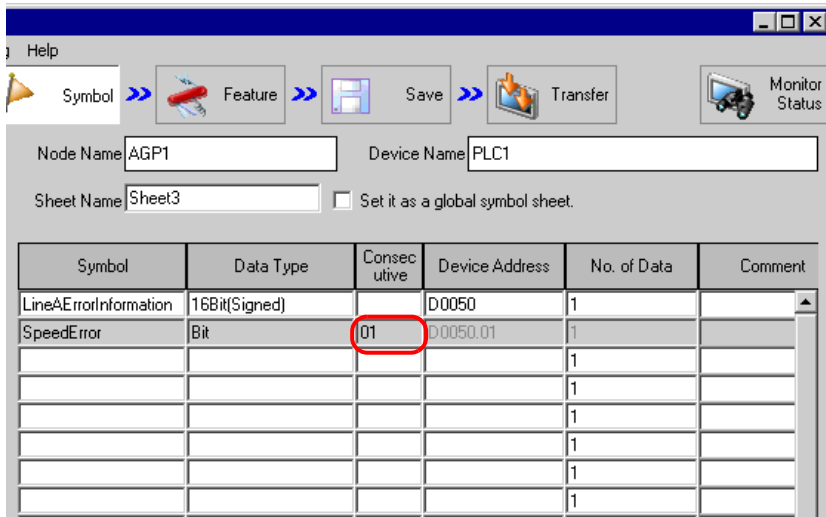 g Help
Symbol Feature Save Transfer Monitor Status
Node Name AGP1 Device Name PLC1
Sheet Name Sheet3 Set it as a global symbol sheet.
Symbol Data Type Consecutive Device Address No. of Data Comment
LineAErrorInformation 16Bit(Signed) D0050 1
SpeedError Bit 01 D0050.01 1
1
1
1
1
1
1